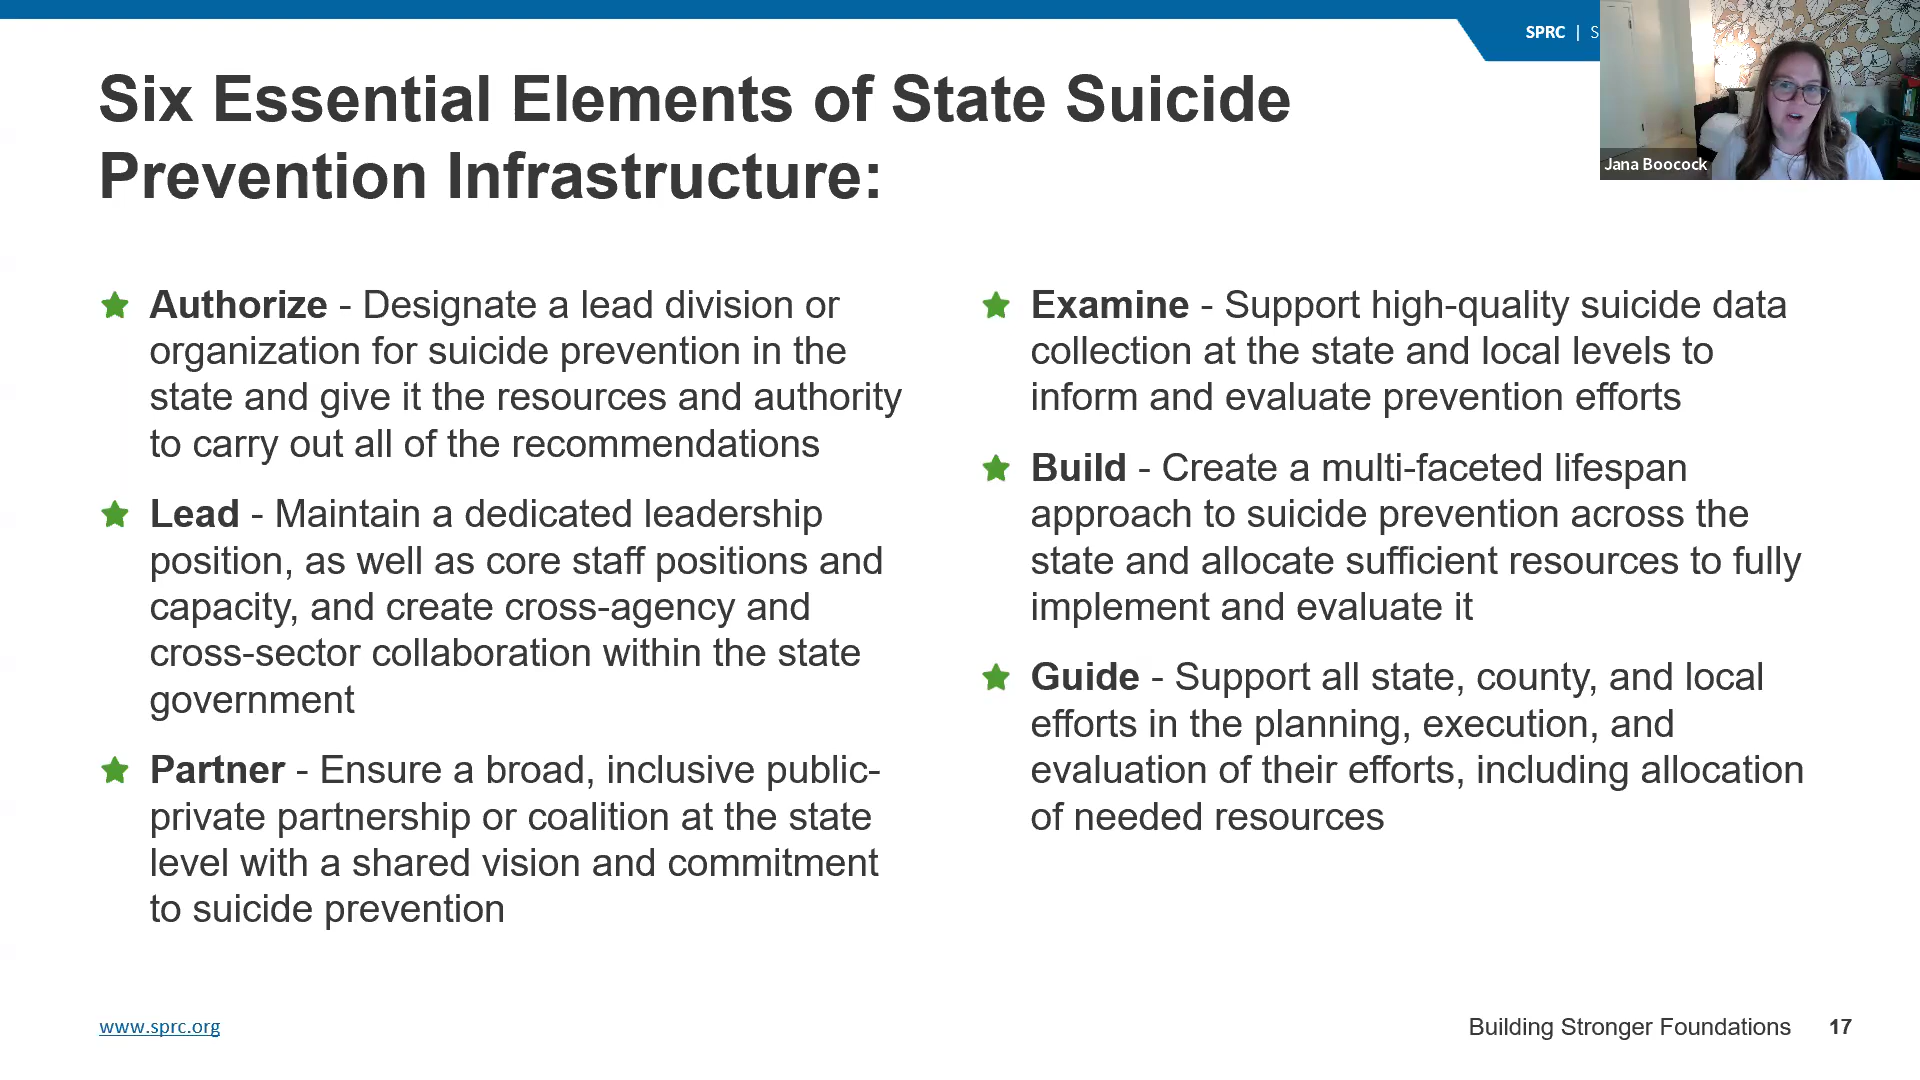 SPRC | S
Six Essential Elements of State Suicide
Prevention Infrastructure:
Jana Boocock
Authorize - Designate a lead division or
organization for suicide prevention in the
state and give it the resources and authority
to carry out all of the recommendations
Lead - Maintain a dedicated leadership
position, as well as core staff positions and
capacity, and create cross-agency and
cross-sector collaboration within the state
government
Partner - Ensure a broad, inclusive public-
private partnership or coalition at the state
level with a shared vision and commitment
to suicide prevention
Examine - Support high-quality suicide data
collection at the state and local levels to
inform and evaluate prevention efforts
Build - Create a multi-faceted lifespan
approach to suicide prevention across the
state and allocate sufficient resources to fully
implement and evaluate it
Guide - Support all state, county, and local
efforts in the planning, execution, and
evaluation of their efforts, including allocation
of needed resources
www.sprc.org
Building Stronger Foundations 17